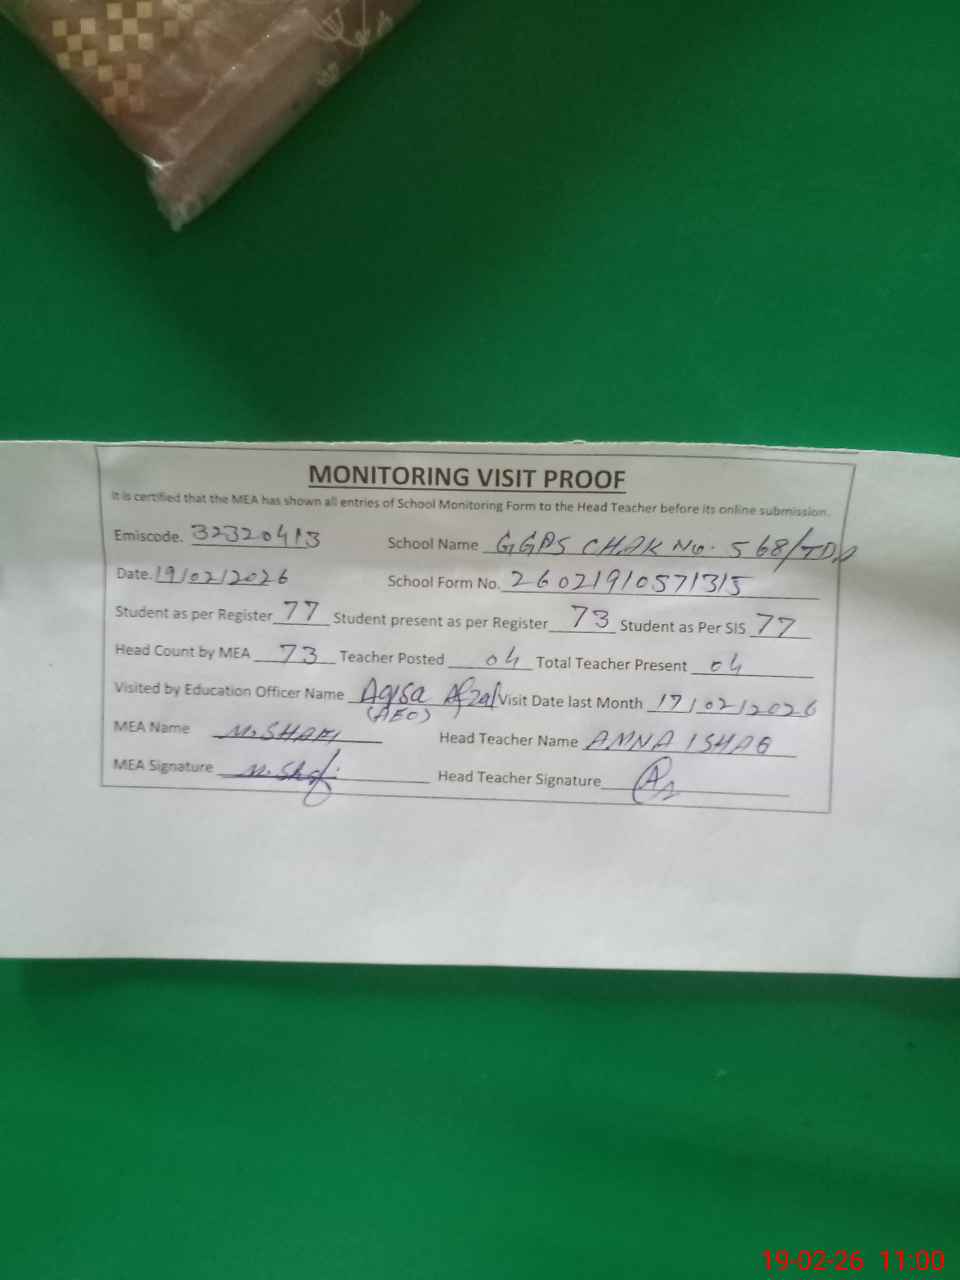 MONITORING VISIT PROOF
It is certified that the MEA has shown all entries of School Monitoring Form to the Head Teacher before its online submission.
Emiscode. 32320413 School Name GGPS CHAK No. 568/TDA
Date. 19/02/2026 School Form No. 26021910571315
Student as per Register 77 Student present as per Register 73 Student as Per SIS 77
Head Count by MEA 73 Teacher Posted 04 Total Teacher Present 04
Visited by Education Officer Name Aqsa Afzal Visit Date last Month 17/02/2026
(AEO)
MEA Name M. SHAFI Head Teacher Name AMNA ISHAQ
MEA Signature M. Shafi Head Teacher Signature
19-02-26 11:00